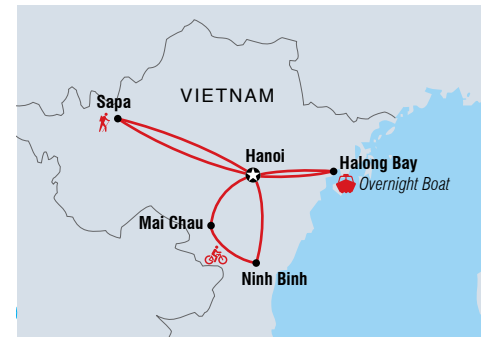 Sapa
VIETNAM
Hanoi
Halong Bay
Overnight Boat
Mai Chau
Ninh Binh